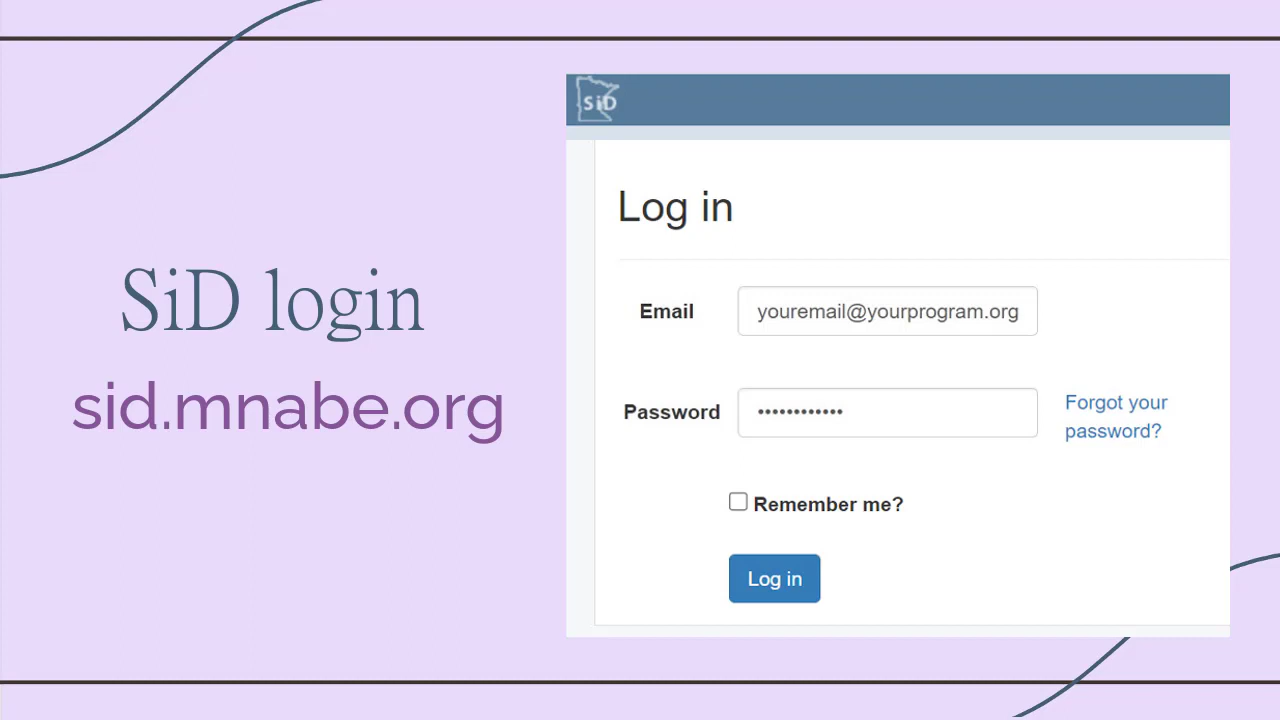 SiD login
sid.mnabe.org
SiD
Log in
Email youremail@yourprogram.org
Password •••••••••••• Forgot your
password?
Remember me?
Log in